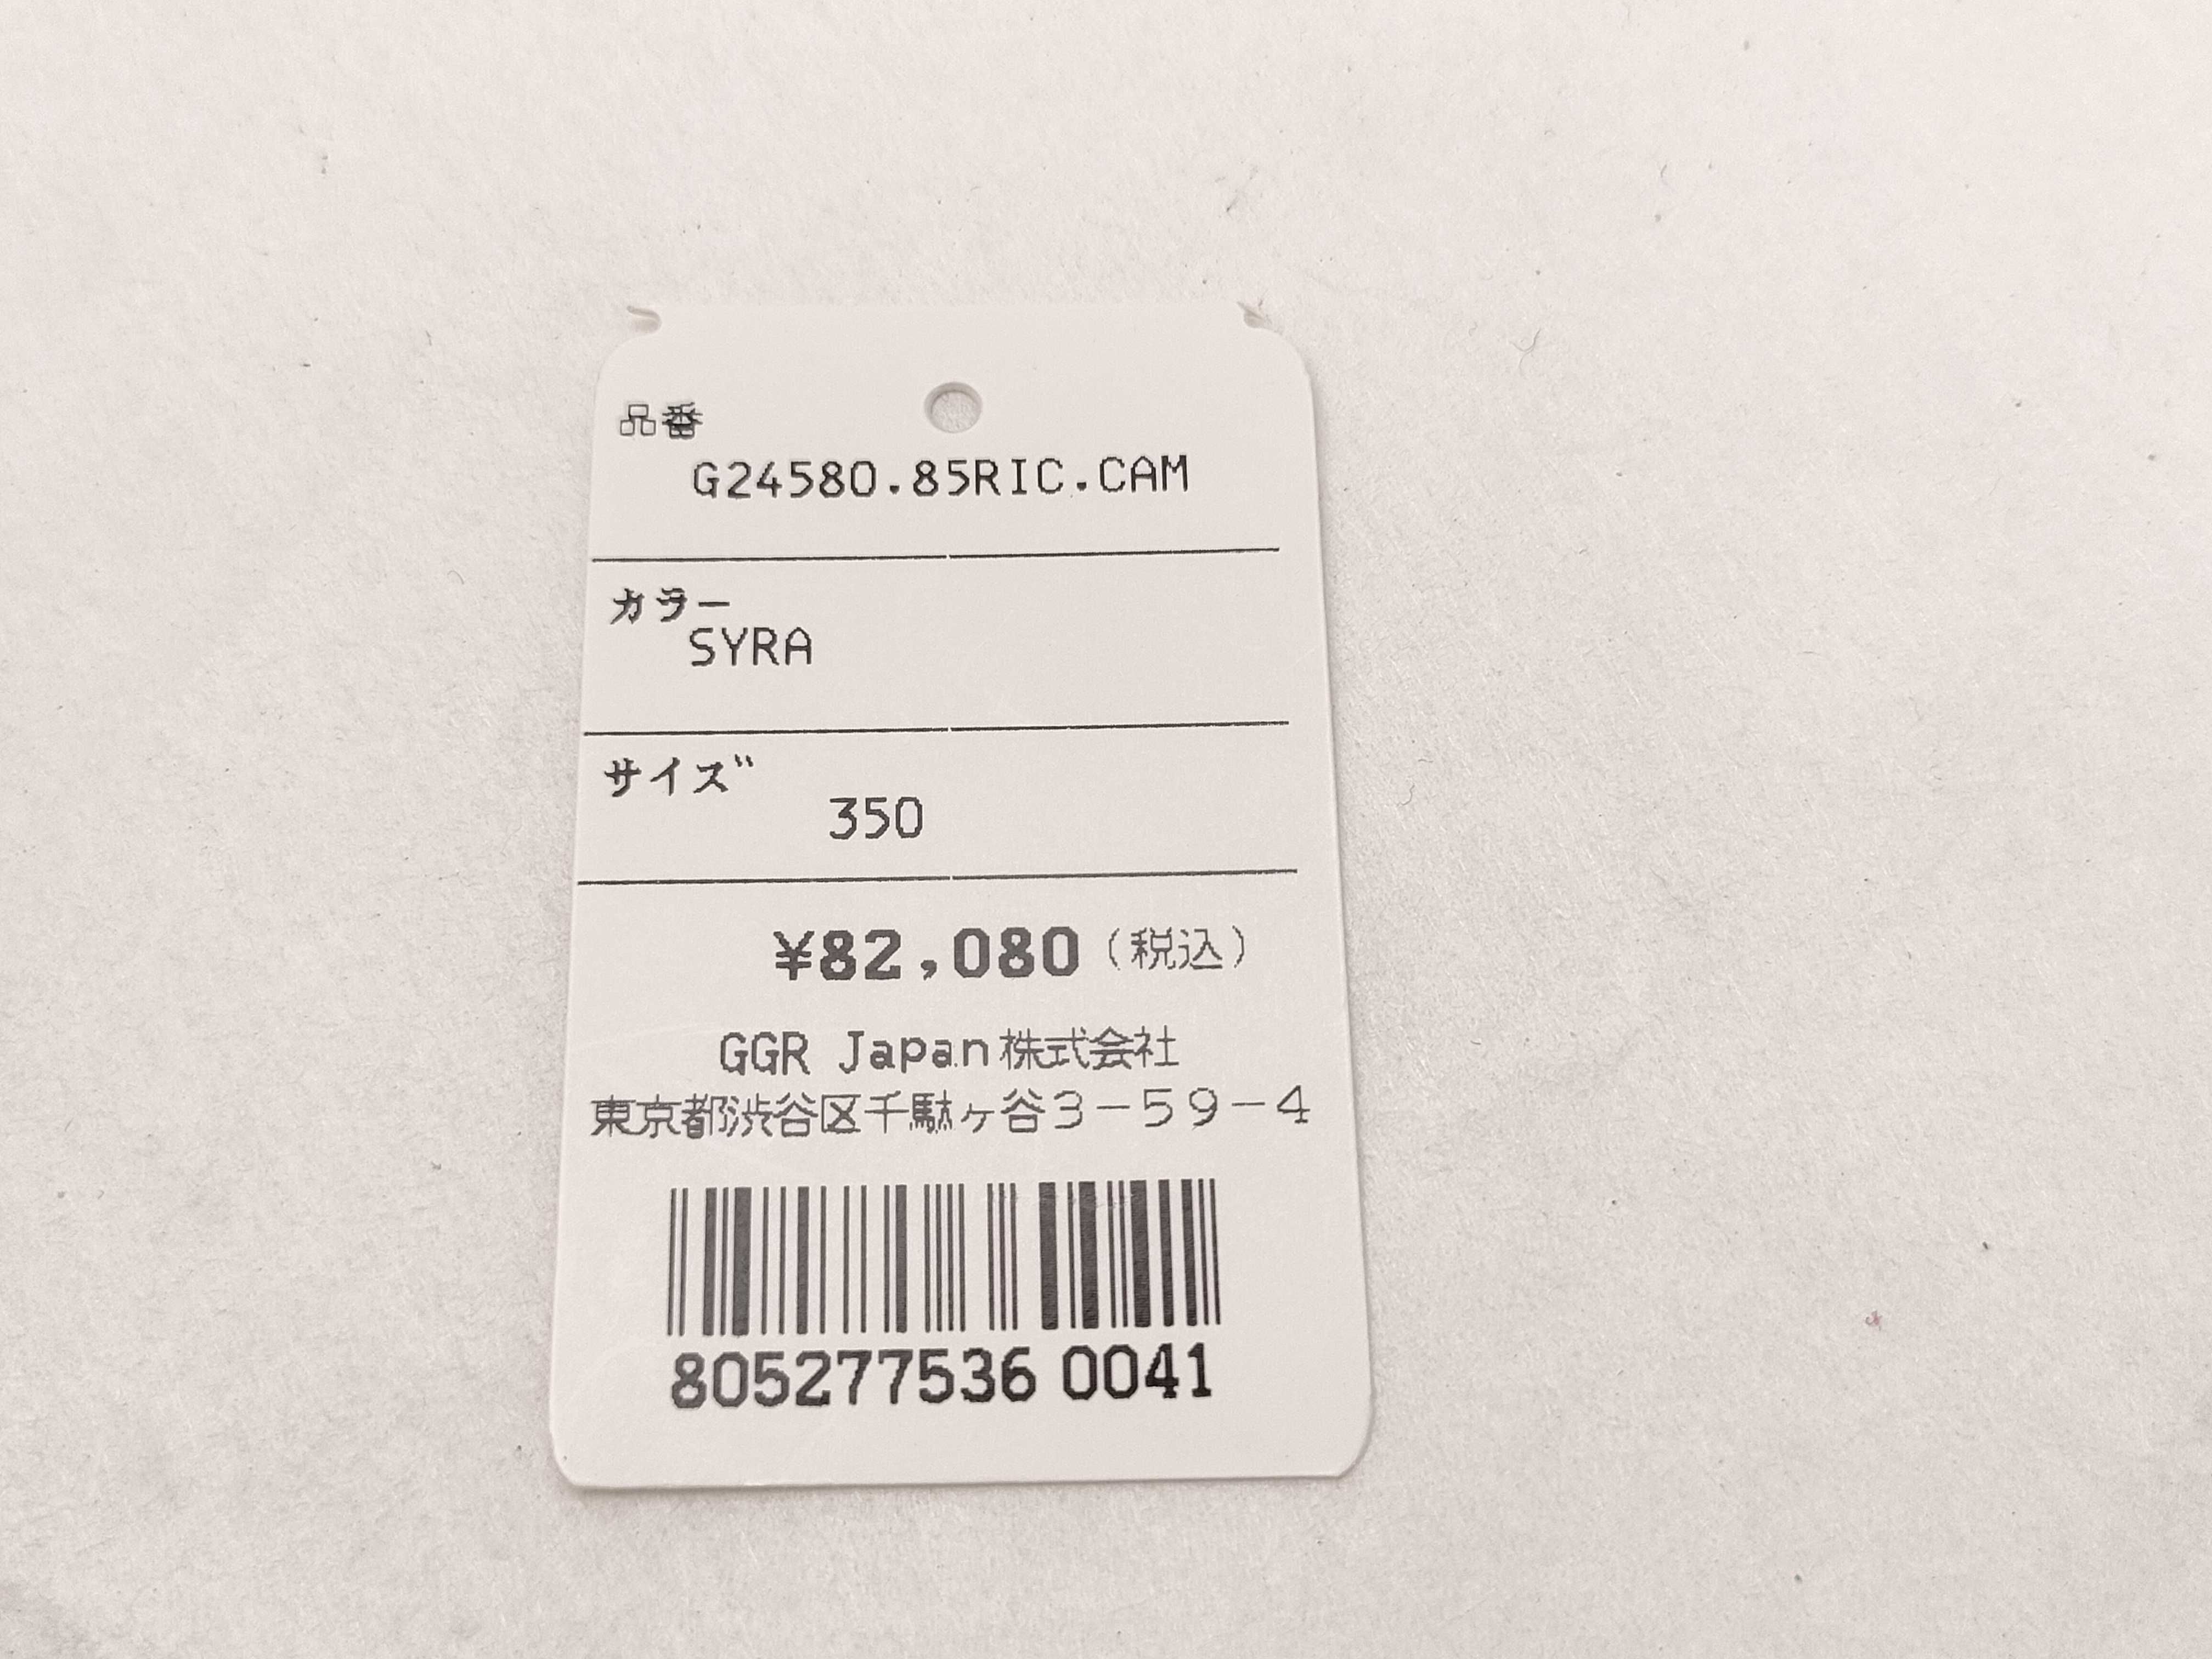 品番
G24580.85RIC.CAM
カラー
SYRA
サイズ
350
¥82,080(税込)
GGR Japan株式会社
東京都渋谷区千駄ヶ谷3-59-4
805277536 0041